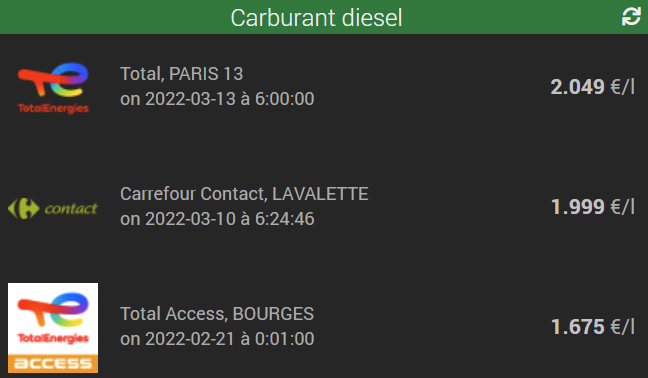 Carburant diesel
TotalEnergies
Total, PARIS 13
on 2022-03-13 à 6:00:00
2.049 €/l
contact
Carrefour Contact, LAVALETTE
on 2022-03-10 à 6:24:46
1.999 €/l
TotalEnergies
ACCESS
Total Access, BOURGES
on 2022-02-21 à 0:01:00
1.675 €/l